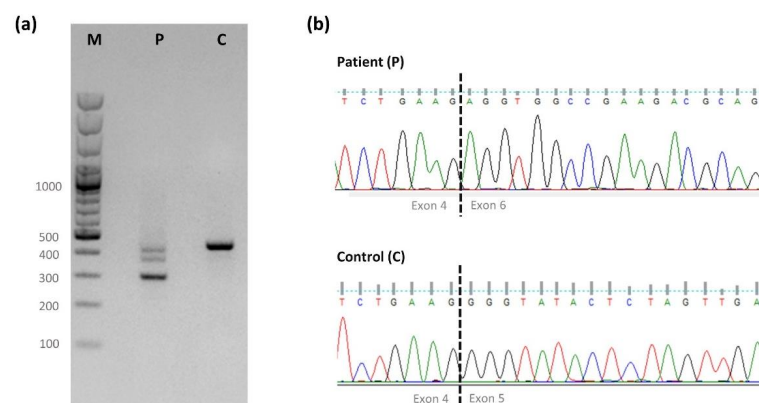 (a)
M P C
1000
500
400
300
200
100
(b)
Patient (P)
T C T G A A G A G G T G G C C G A A G A C G C A G
Exon 4 Exon 6
Control (C)
T C T G A A G G G G T A T A C T C T A G T T G A
Exon 4 Exon 5